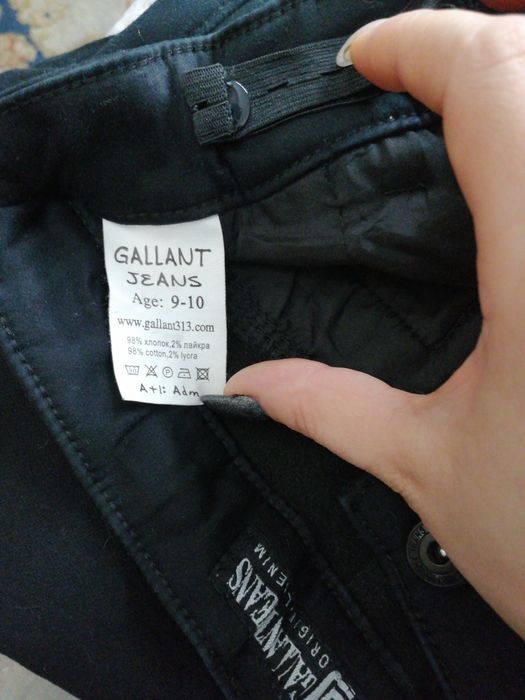 GALLANT
JEANS
Age: 9-10
www.gallant313.com
98% хлопок,2% лайкра
98% cotton,2% lycra
A+l: Adm
JEANS
ORIGINAL DENIM